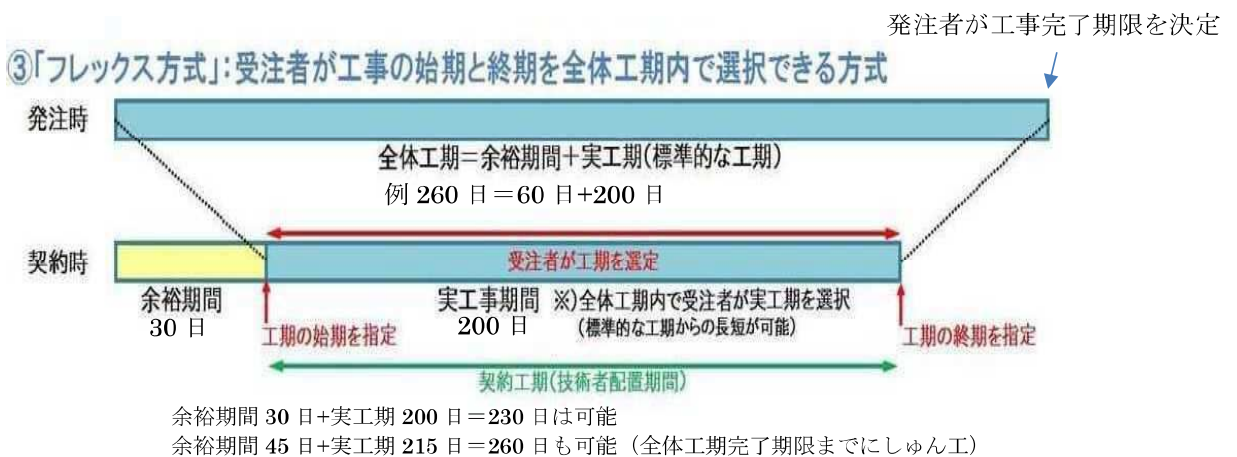 発注者が工事完了期限を決定
③「フレックス方式」:受注者が工事の始期と終期を全体工期内で選択できる方式
発注時
全体工期=余裕期間+実工期(標準的な工期)
例 260 日=60 日+200 日
契約時
受注者が工期を選定
余裕期間
30 日
実工事期間 ※)全体工期内で受注者が実工期を選択
200 日 (標準的な工期からの長短が可能)
工期の始期を指定
工期の終期を指定
契約工期(技術者配置期間)
余裕期間 30 日+実工期 200 日=230 日は可能
余裕期間 45 日+実工期 215 日=260 日も可能(全体工期完了期限までにしゅん工)